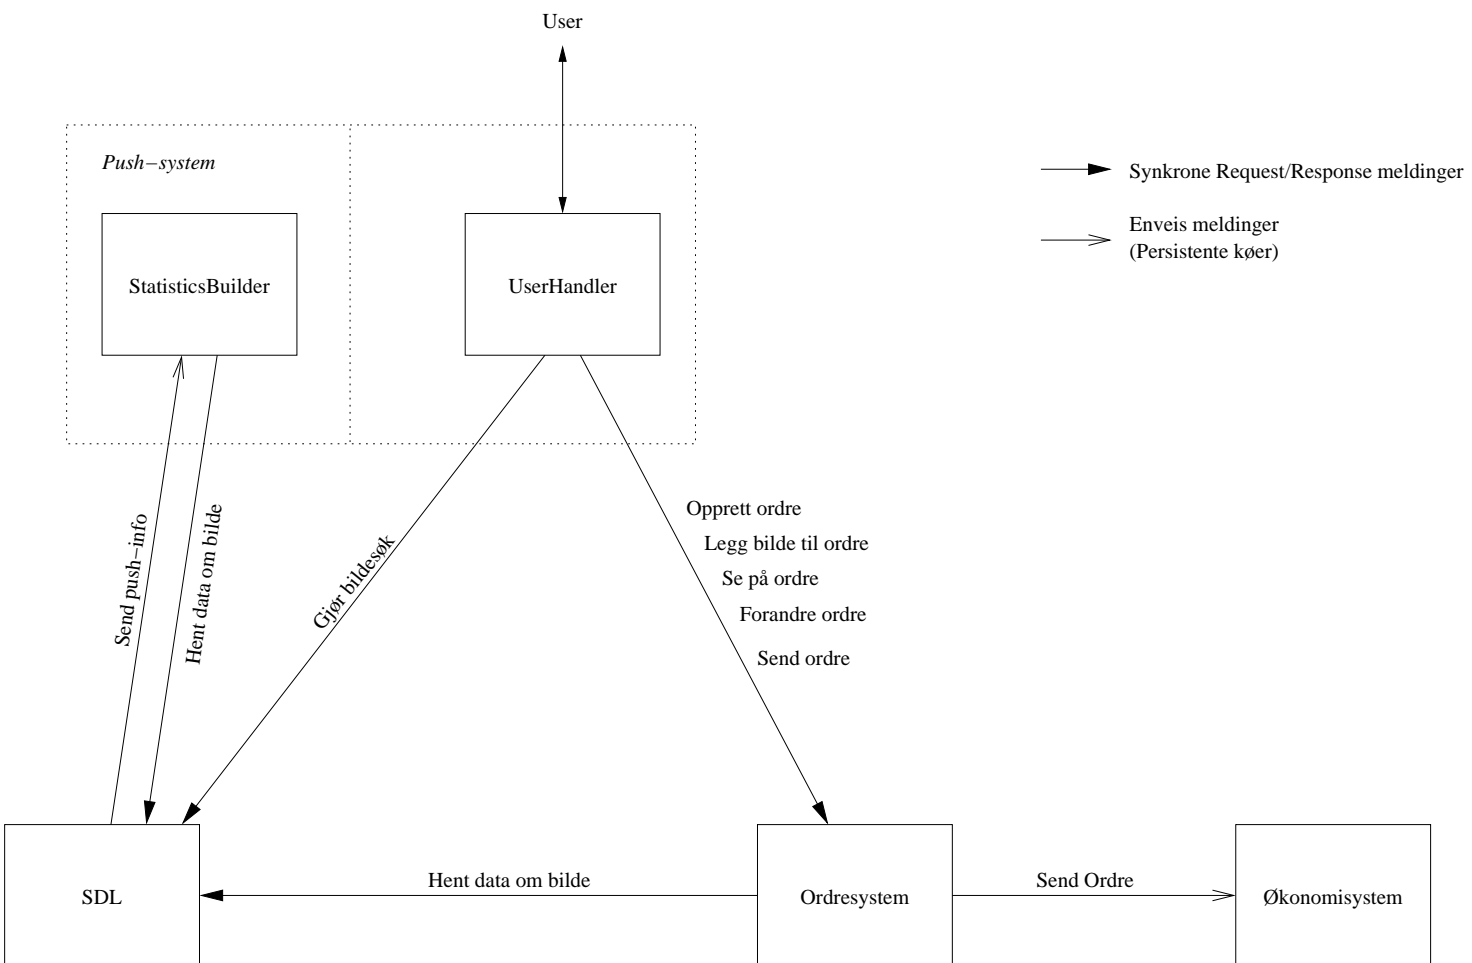 User
Push−system
Synkrone Request/Response meldinger
Enveis meldinger
(Persistente køer)
StatisticsBuilder
UserHandler
Send push−info
Hent data om bilde
Gjør bildesøk
Opprett ordre
Legg bilde til ordre
Se på ordre
Forandre ordre
Send ordre
SDL
Hent data om bilde
Ordresystem
Send Ordre
Økonomisystem